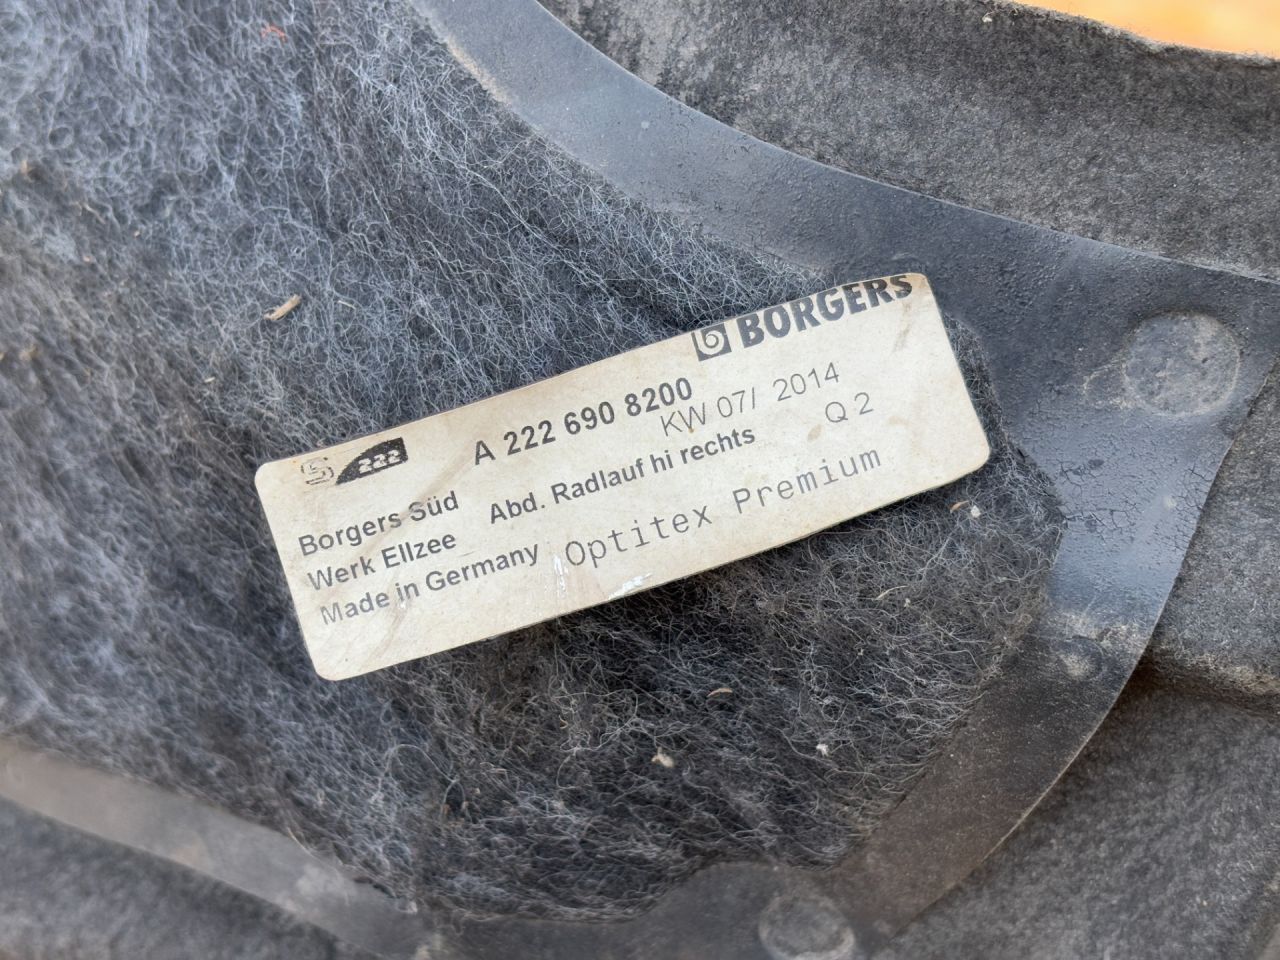 BORGERS
S 222
A 222 690 8200
KW 07/ 2014
Borgers Süd
Abd. Radlauf hi rechts
Q 2
Werk Ellzee
Made in Germany
Optitex Premium